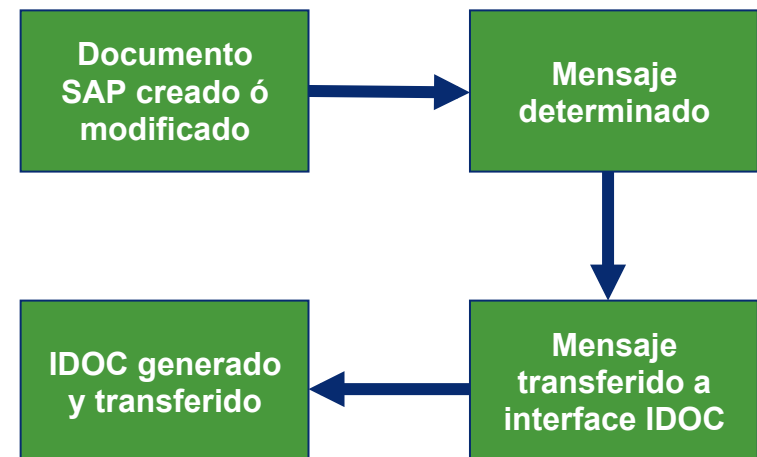 Documento
SAP creado ó
modificado
Mensaje
determinado
Mensaje
transferido a
interface IDOC
IDOC generado
y transferido